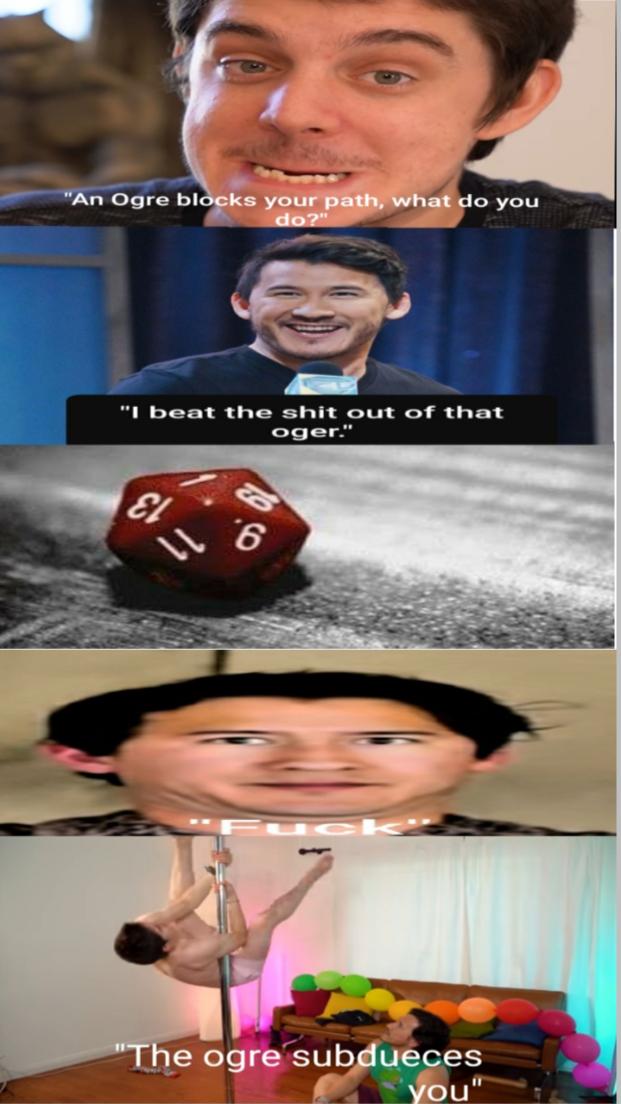 "An Ogre blocks your path, what do you
do?"
"I beat the shit out of that
oger."
1
13
19
11
9
"Fuck"
"The ogre subdueces
you"